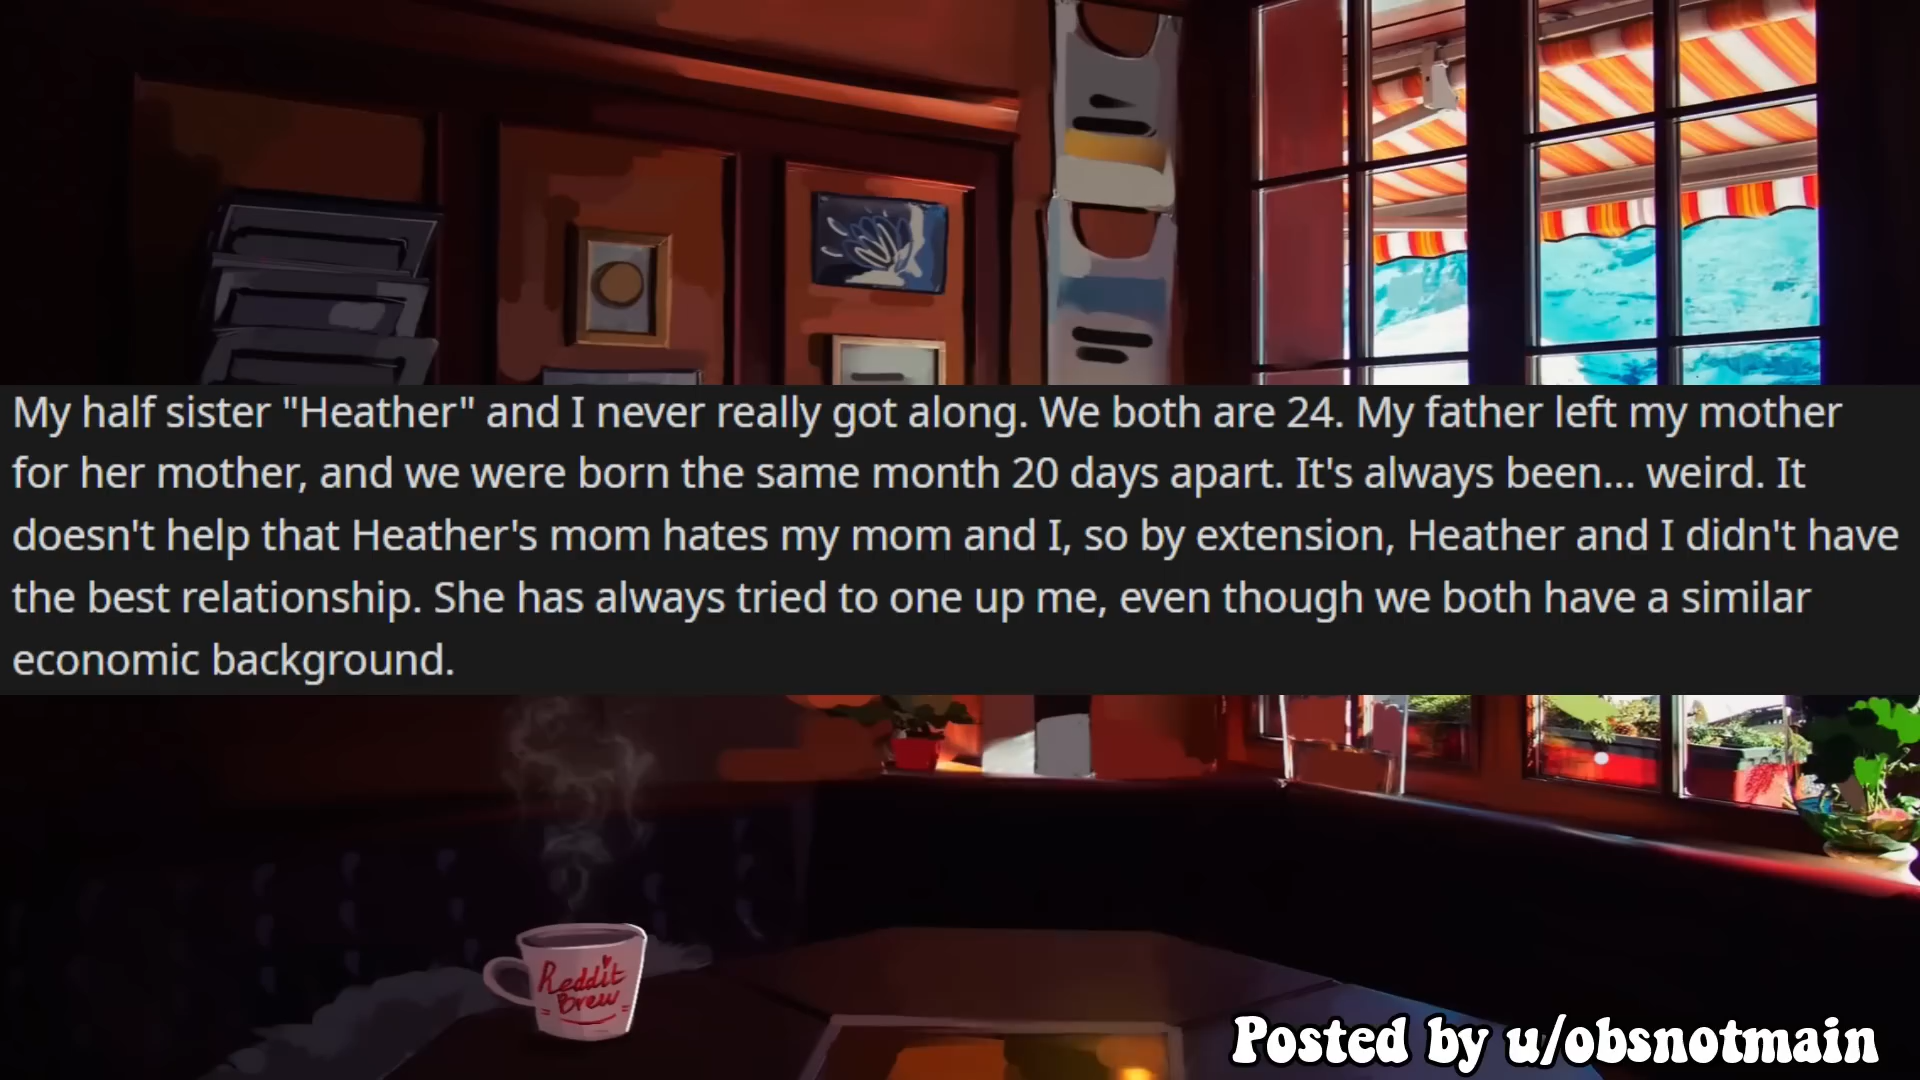 My half sister "Heather" and I never really got along. We both are 24. My father left my mother
for her mother, and we were born the same month 20 days apart. It's always been... weird. It
doesn't help that Heather's mom hates my mom and I, so by extension, Heather and I didn't have
the best relationship. She has always tried to one up me, even though we both have a similar
economic background.
Reddit
Brew
Posted by u/obsnotmain